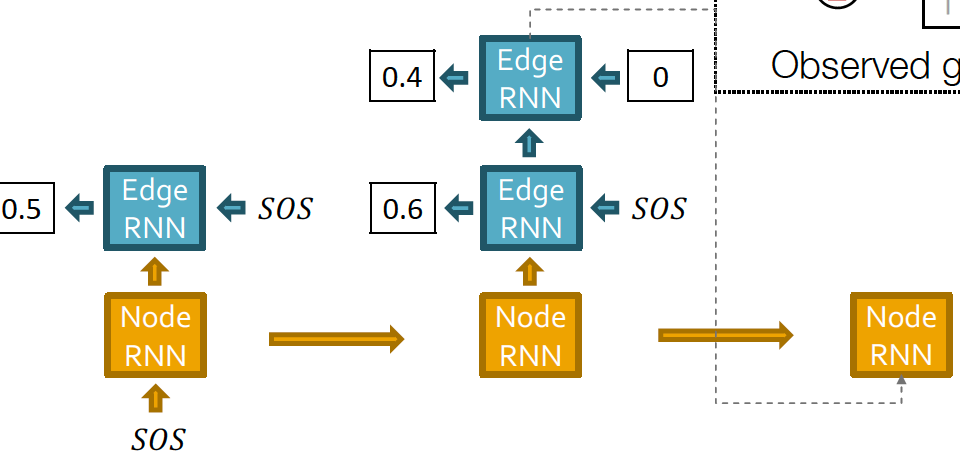 Edge
RNN
0.4
0
Observed g
Edge
RNN
0.5
SOS
Edge
RNN
0.6
SOS
Node
RNN
Node
RNN
Node
RNN
SOS